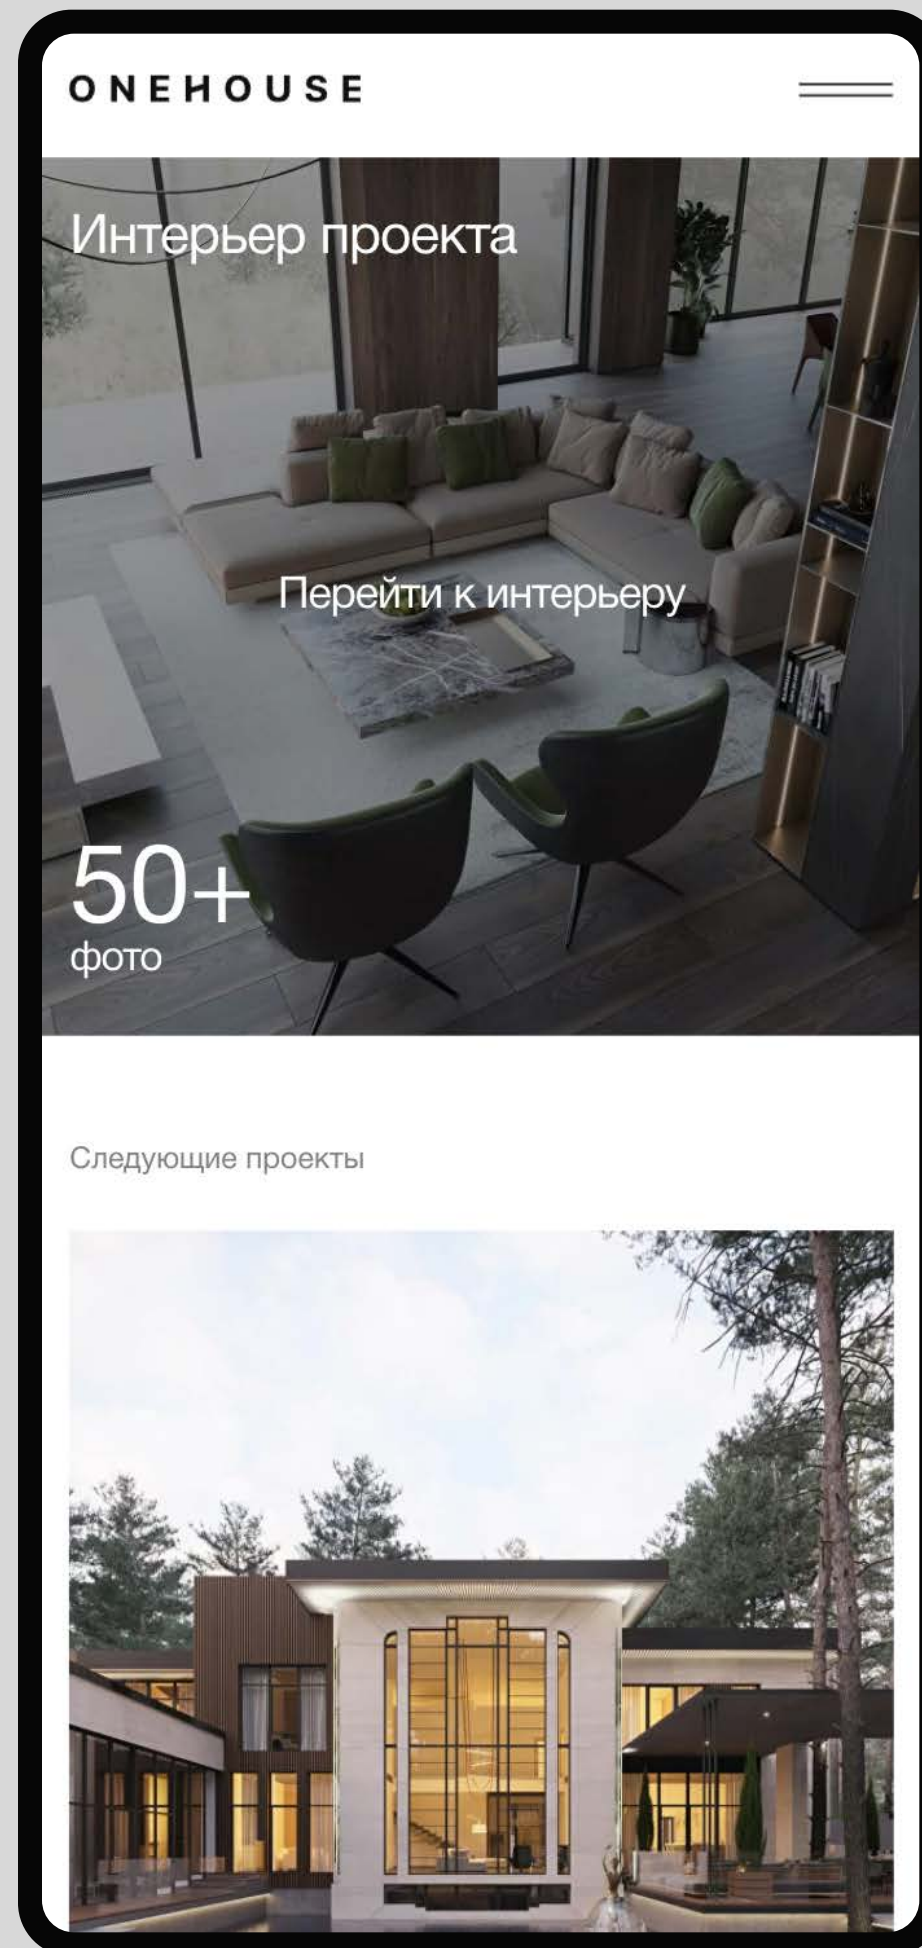 ONEHOUSE
Интерьер проекта
Перейти к интерьеру
50+
фото
Следующие проекты